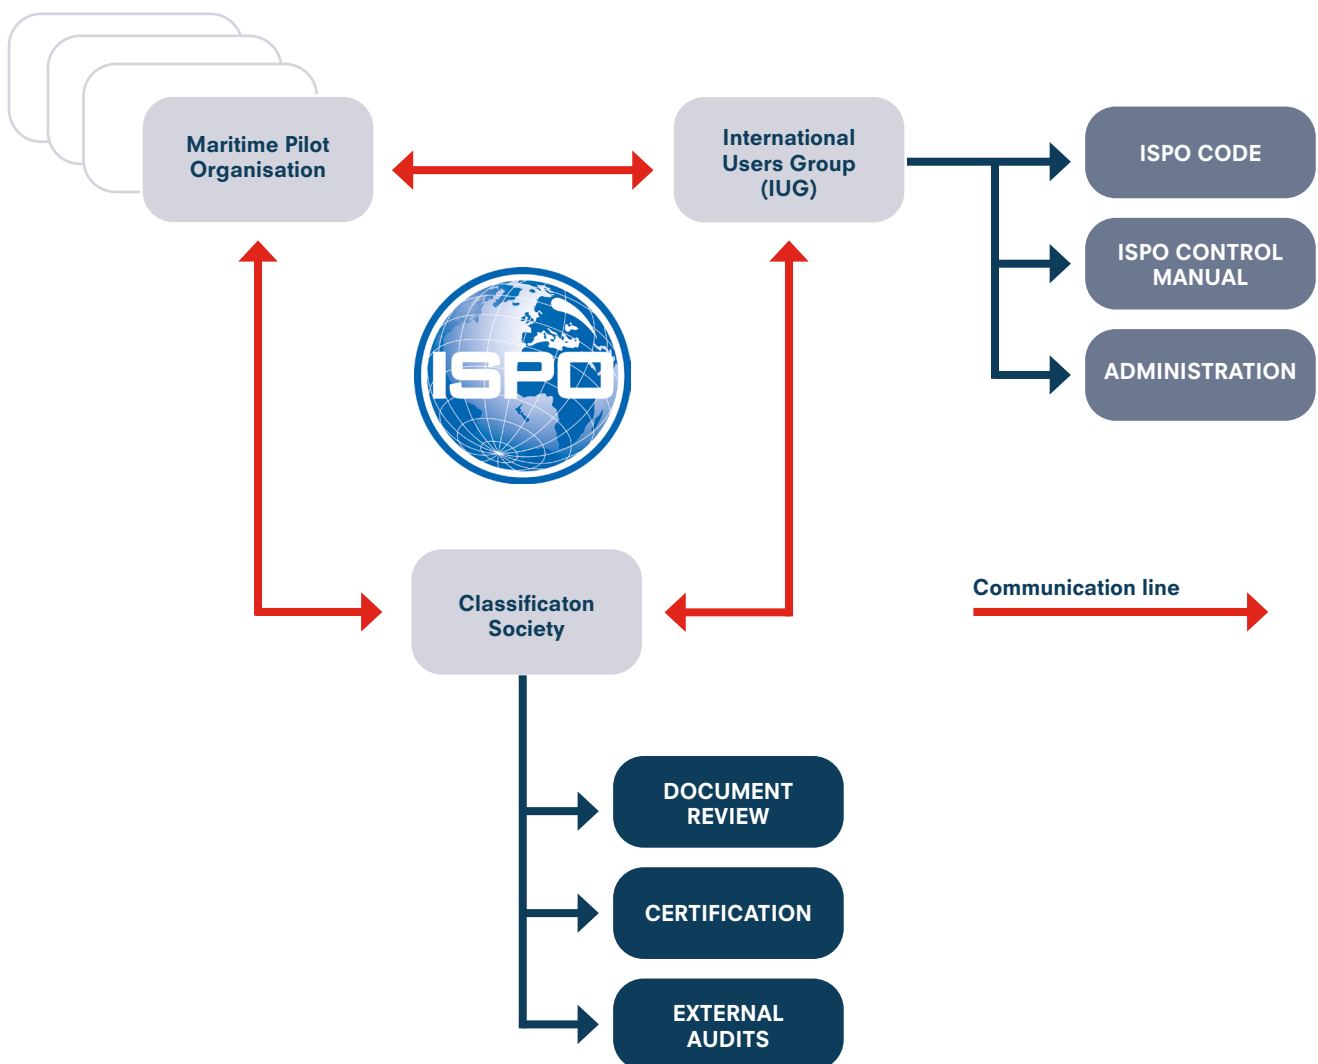 Maritime Pilot
Organisation
International
Users Group
(IUG)
ISPO CODE
ISPO CONTROL
MANUAL
ADMINISTRATION
ISPO
Classificaton
Society
Communication line
DOCUMENT
REVIEW
CERTIFICATION
EXTERNAL
AUDITS